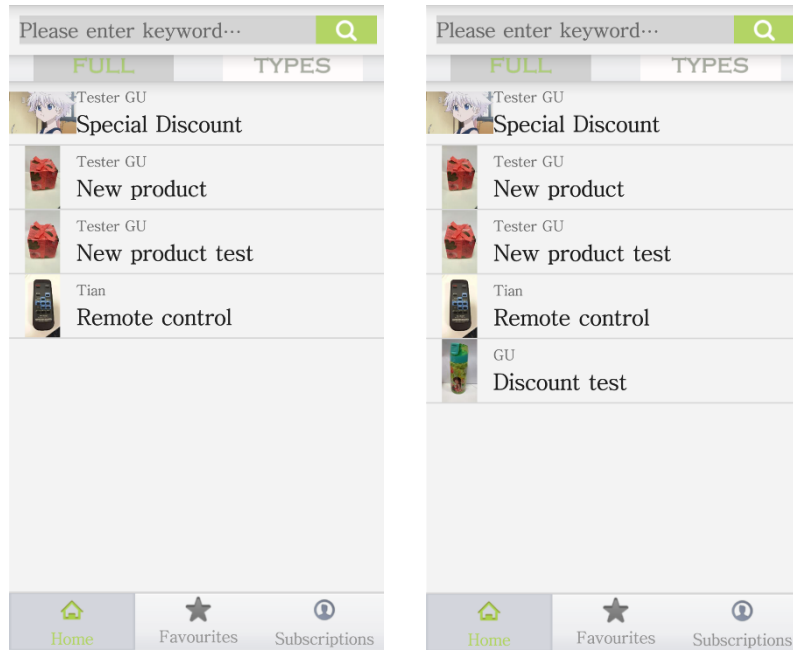 Please enter keyword…
FULL TYPES
Tester GU
Special Discount
Tester GU
New product
Tester GU
New product test
Tian
Remote control
Home Favourites Subscriptions
Please enter keyword…
FULL TYPES
Tester GU
Special Discount
Tester GU
New product
Tester GU
New product test
Tian
Remote control
GU
Discount test
Home Favourites Subscriptions